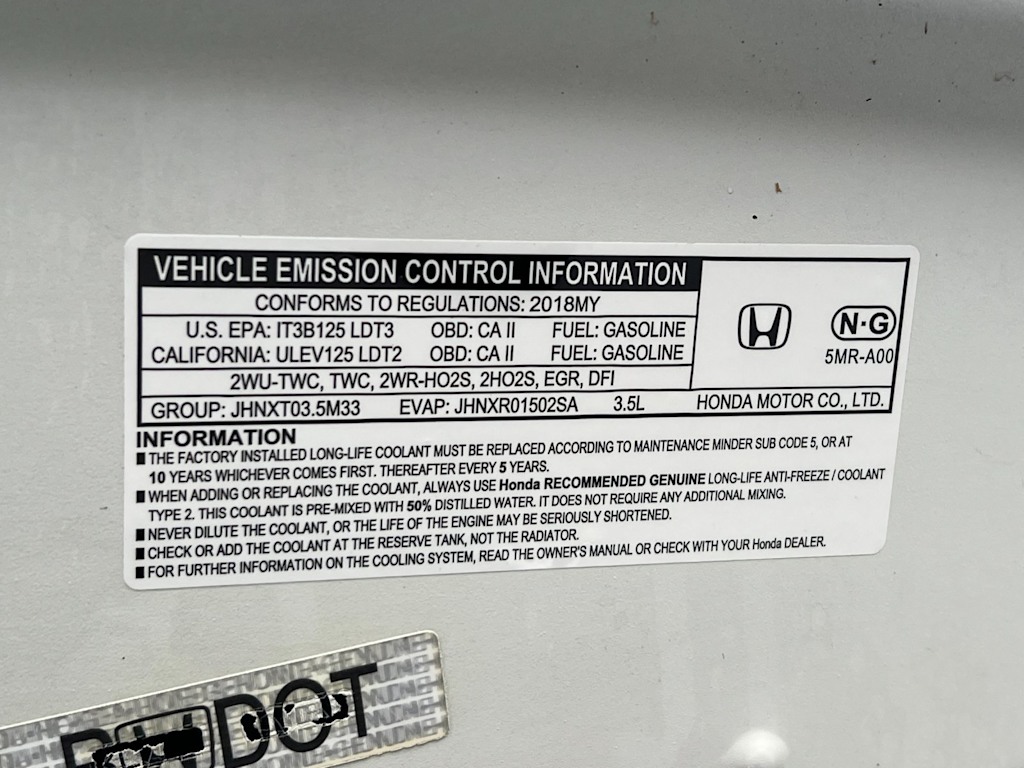 VEHICLE EMISSION CONTROL INFORMATION
CONFORMS TO REGULATIONS: 2018MY
U.S. EPA: IT3B125 LDT3 OBD: CA II FUEL: GASOLINE
CALIFORNIA: ULEV125 LDT2 OBD: CA II FUEL: GASOLINE
N-G
5MR-A00
2WU-TWC, TWC, 2WR-HO2S, 2HO2S, EGR, DFI
GROUP: JHNXT03.5M33 EVAP: JHNXR01502SA 3.5L HONDA MOTOR CO., LTD.
INFORMATION
■ THE FACTORY INSTALLED LONG-LIFE COOLANT MUST BE REPLACED ACCORDING TO MAINTENANCE MINDER SUB CODE 5, OR AT
10 YEARS WHICHEVER COMES FIRST. THEREAFTER EVERY 5 YEARS.
■ WHEN ADDING OR REPLACING THE COOLANT, ALWAYS USE Honda RECOMMENDED GENUINE LONG-LIFE ANTI-FREEZE / COOLANT
TYPE 2. THIS COOLANT IS PRE-MIXED WITH 50% DISTILLED WATER. IT DOES NOT REQUIRE ANY ADDITIONAL MIXING.
■ NEVER DILUTE THE COOLANT, OR THE LIFE OF THE ENGINE MAY BE SERIOUSLY SHORTENED.
■ CHECK OR ADD THE COOLANT AT THE RESERVE TANK, NOT THE RADIATOR.
■ FOR FURTHER INFORMATION ON THE COOLING SYSTEM, READ THE OWNER'S MANUAL OR CHECK WITH YOUR Honda DEALER.
DOT